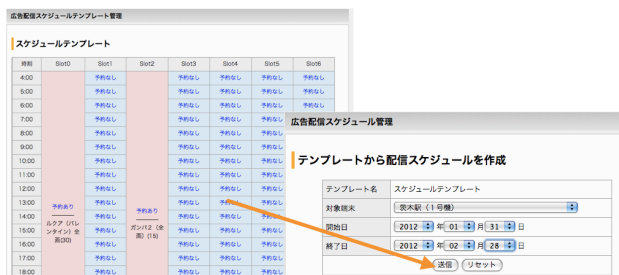 広告配信スケジュールテンプレート管理
スケジュールテンプレート
時刻 Slot0 Slot1 Slot2 Slot3 Slot4 Slot5 Slot6
4:00 予約なし 予約なし 予約なし 予約なし 予約なし
5:00 予約なし 予約なし 予約なし 予約なし 予約なし
6:00 予約なし 予約なし 予約なし 予約なし 予約なし
7:00 予約なし 予約なし 予約なし 予約なし
8:00 予約なし 予約なし 予約なし 予約なし
9:00 予約なし 予約なし 予約なし 予約なし
10:00 予約なし 予約なし 予約なし 予約なし
11:00 予約なし 予約なし 予約なし 予約なし
12:00 予約なし 予約なし 予約なし 予約なし
13:00 予約なし 予約なし 予約なし 予約なし
14:00 予約なし 予約なし 予約なし 予約なし
15:00 予約なし 予約なし 予約なし 予約なし
16:00 予約なし 予約なし 予約なし 予約なし
17:00 予約なし 予約なし 予約なし 予約なし
18:00 予約なし 予約なし 予約なし 予約なし
予約あり
ルクア（バレ
ンタイン）全
面(30)
予約あり
ガンバ2（全
面）(15)
広告配信スケジュール管理
テンプレートから配信スケジュールを作成
テンプレート名 スケジュールテンプレート
対象端末 茨木駅（1号機）
開始日 2012 年 01 月 31 日
終了日 2012 年 02 月 28 日
送信 リセット